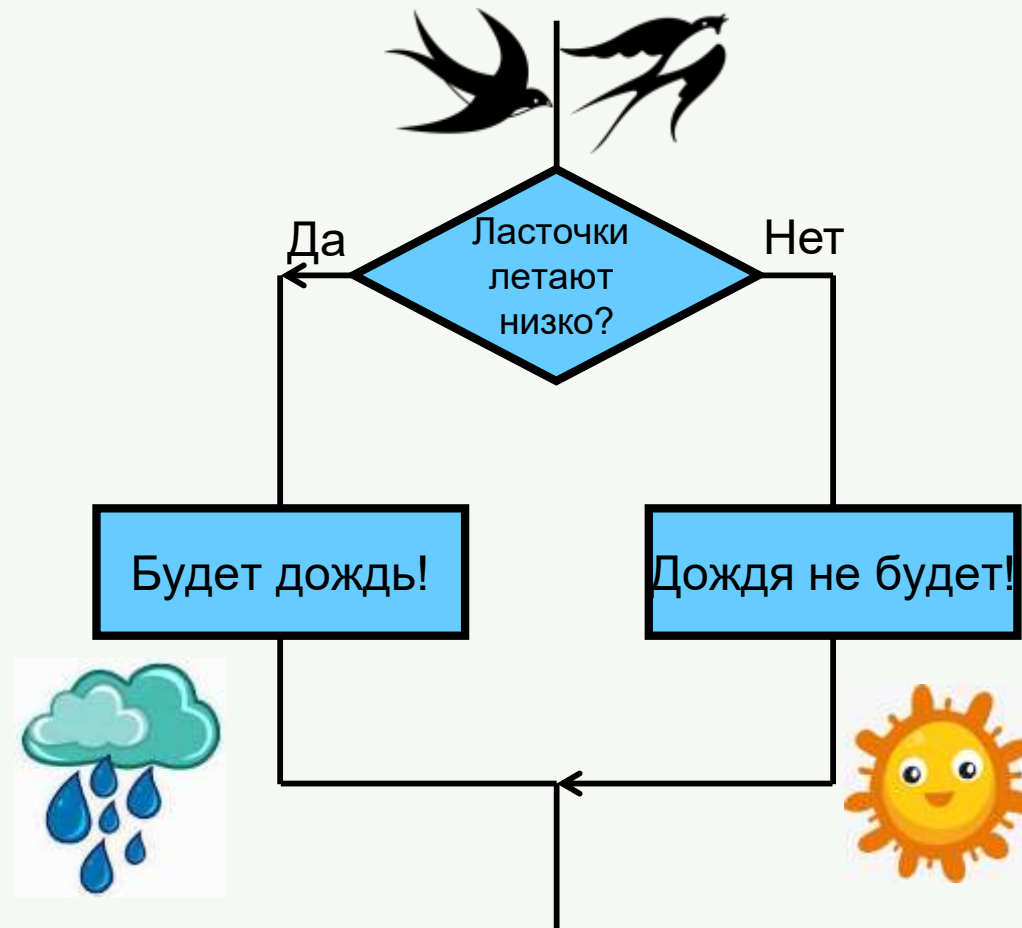 Да
Ласточки
летают
низко?
Нет
Будет дождь!
Дождя не будет!